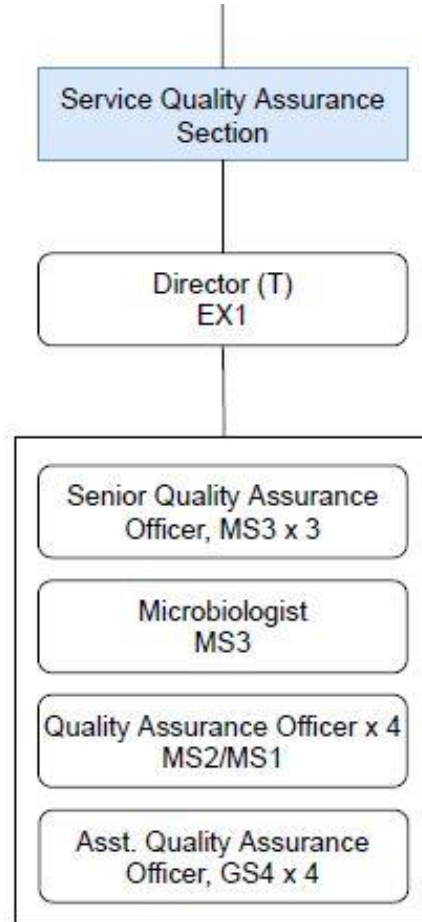 Service Quality Assurance
Section
Director (T)
EX1
Senior Quality Assurance
Officer, MS3 x 3
Microbiologist
MS3
Quality Assurance Officer x 4
MS2/MS1
Asst. Quality Assurance
Officer, GS4 x 4